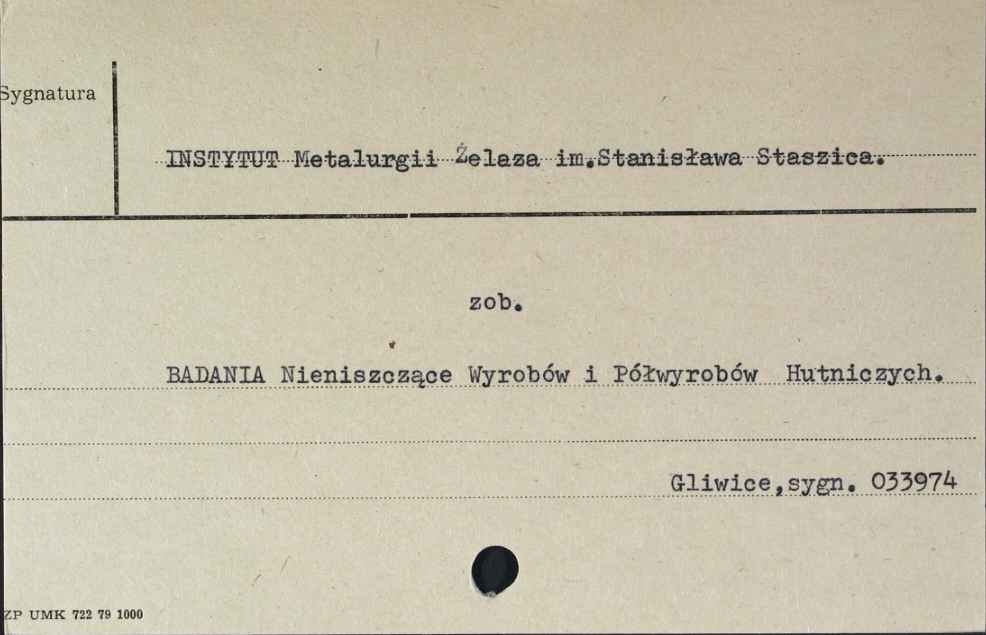 Sygnatura
INSTYTUT Metalurgii Żelaza im.Stanisława Staszica.
zob.
BADANIA Nieniszczące Wyrobów i Półwyrobów Hutniczych.
Gliwice,sygn. 033974
ZP UMK 722 79 1000